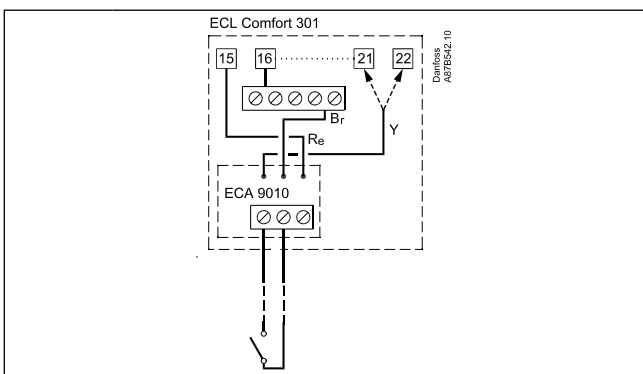 ECL Comfort 301
15 16 21 22
Danfoss
A87B542.10
Br
Y
Re
ECA 9010